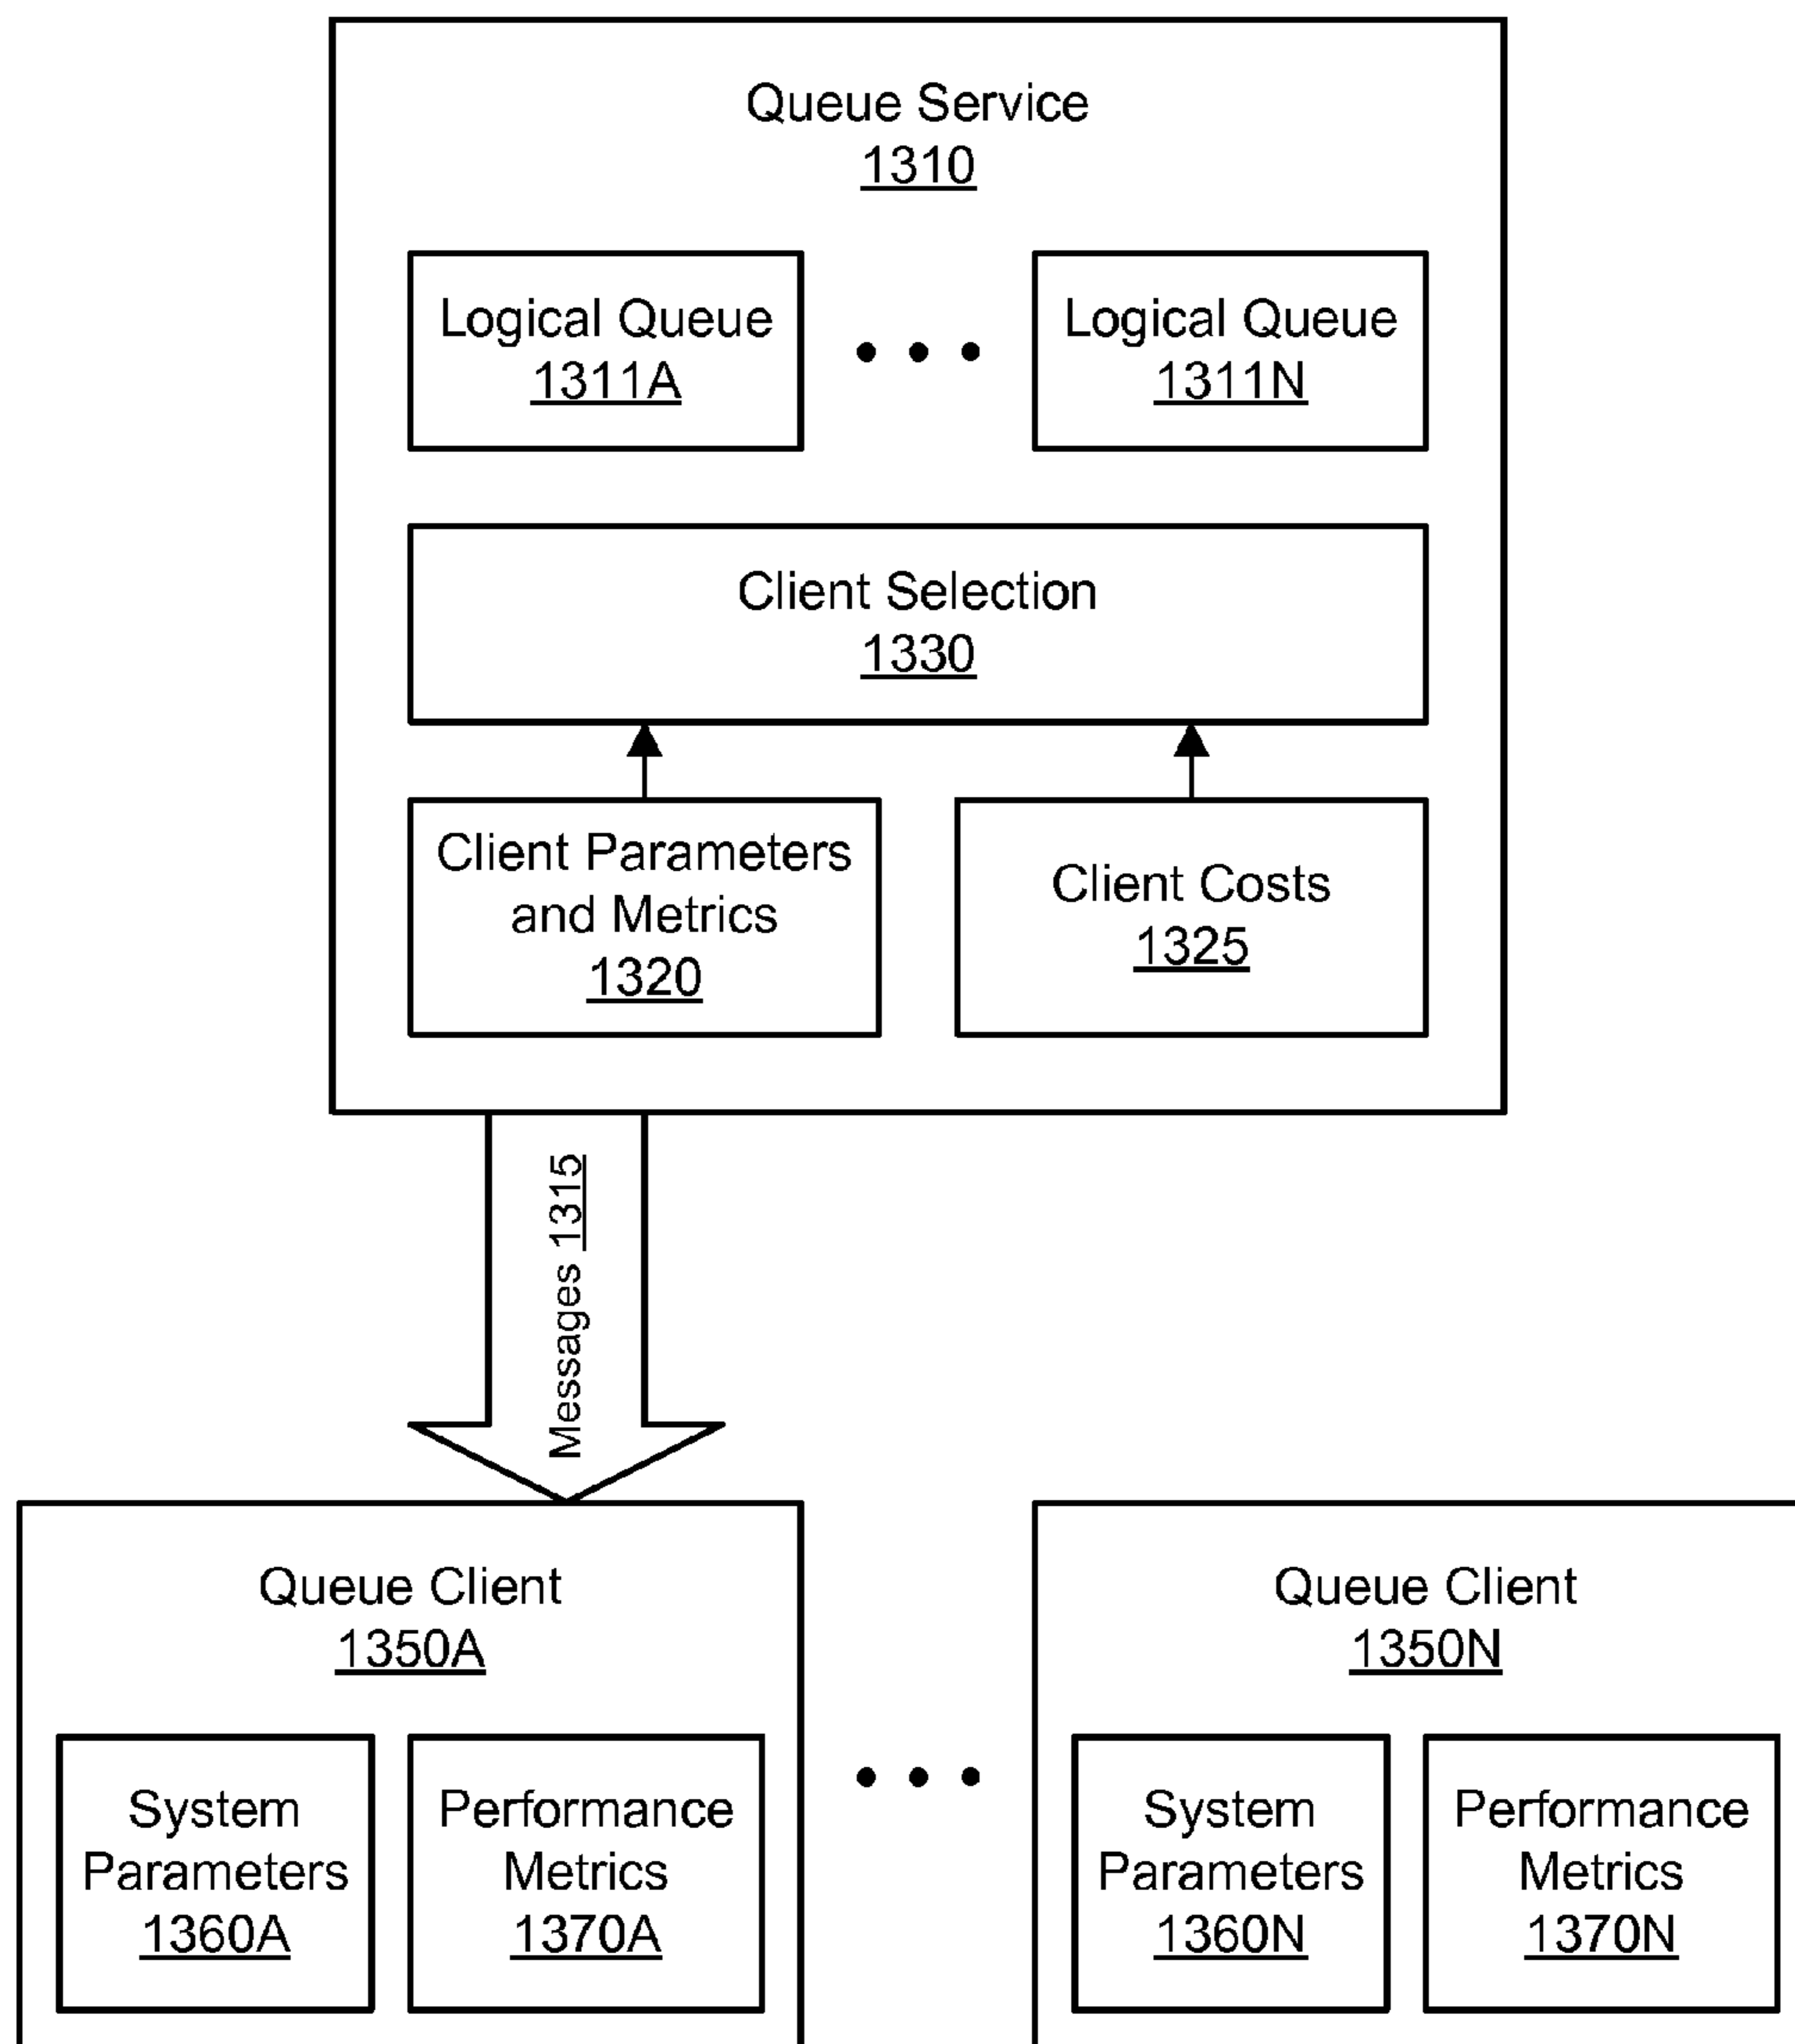 Queue Service
1310
Logical Queue
1311A
Logical Queue
1311N
Client Selection
1330
Client Parameters
and Metrics
1320
Client Costs
1325
Messages 1315
Queue Client
1350A
System
Parameters
1360A
Performance
Metrics
1370A
Queue Client
1350N
System
Parameters
1360N
Performance
Metrics
1370N